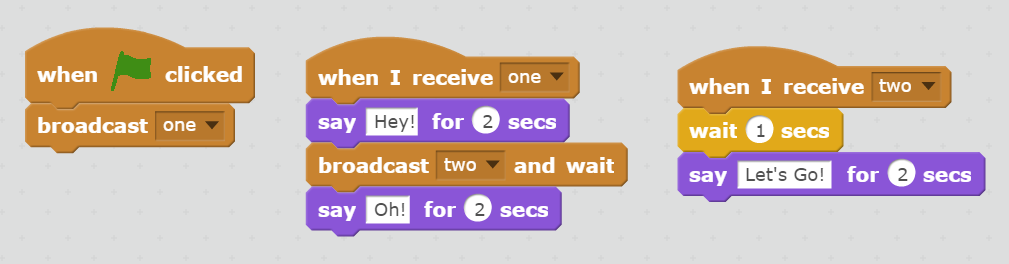 when clicked
broadcast one
when I receive one
say Hey! for 2 secs
broadcast two and wait
say Oh! for 2 secs
when I receive two
wait 1 secs
say Let's Go! for 2 secs